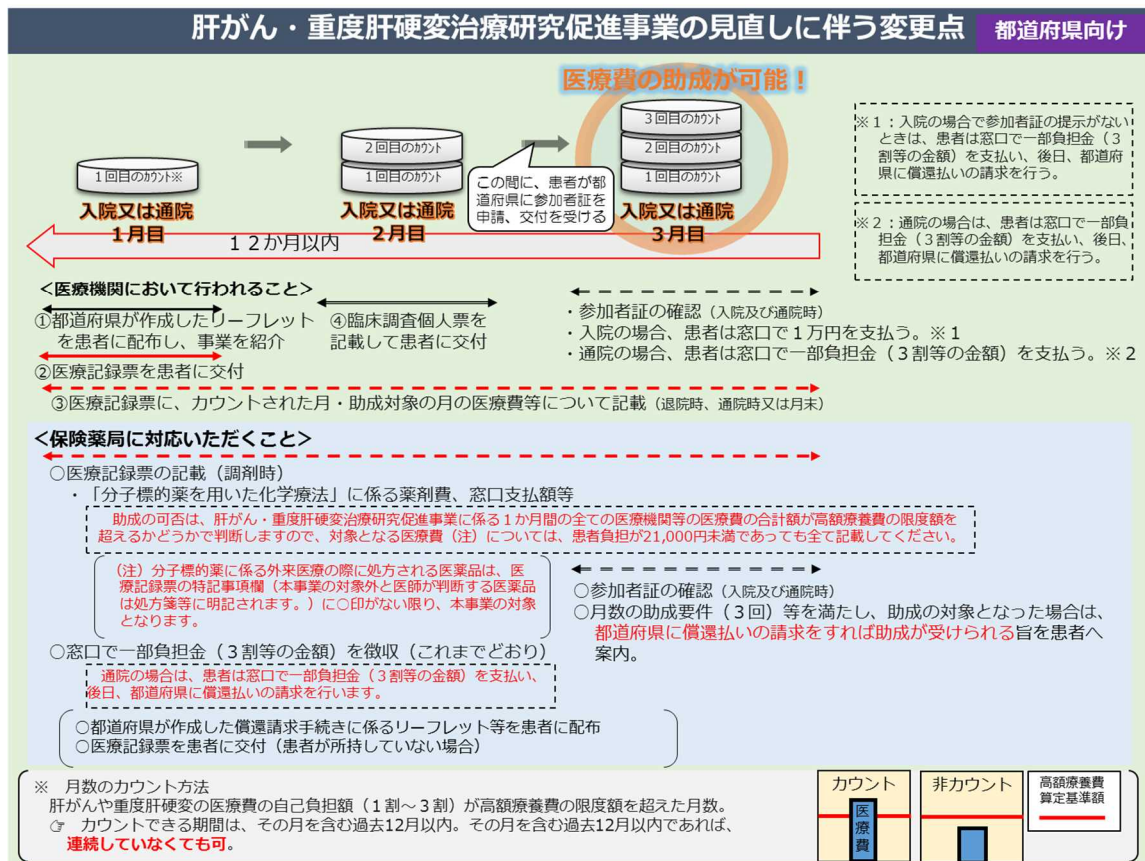 肝がん・重度肝硬変治療研究促進事業の見直しに伴う変更点
都道府県向け
医療費の助成が可能！
1回目のカウント※
入院又は通院
1月目
2回目のカウント
1回目のカウント
入院又は通院
2月目
この間に、患者が都
道府県に参加者証を
申請、交付を受ける
3回目のカウント
2回目のカウント
1回目のカウント
入院又は通院
3月目
１２か月以内
※１：入院の場合で参加者証の提示がない
ときは、患者は窓口で一部負担金（３
割等の金額）を支払い、後日、都道府
県に償還払いの請求を行う。
※２：通院の場合は、患者は窓口で一部負
担金（３割等の金額）を支払い、後日、
都道府県に償還払いの請求を行う。
＜医療機関において行われること＞
①都道府県が作成したリーフレット
を患者に配布し、事業を紹介
④臨床調査個人票を
記載して患者に交付
・参加者証の確認（入院及び通院時）
・入院の場合、患者は窓口で１万円を支払う。※１
・通院の場合、患者は窓口で一部負担金（３割等の金額）を支払う。※２
②医療記録票を患者に交付
③医療記録票に、カウントされた月・助成対象の月の医療費等について記載（退院時、通院時又は月末）
＜保険薬局に対応いただくこと＞
○医療記録票の記載（調剤時）
・「分子標的薬を用いた化学療法」に係る薬剤費、窓口支払額等
助成の可否は、肝がん・重度肝硬変治療研究促進事業に係る１か月間の全ての医療機関等の医療費の合計額が高額療養費の限度額を
超えるかどうかで判断しますので、対象となる医療費（注）については、患者負担が21,000円未満であっても全て記載してください。
（注）分子標的薬に係る外来医療の際に処方される医薬品は、医
療記録票の特記事項欄（本事業の対象外と医師が判断する医薬品
は処方箋等に明記されます。）に○印がない限り、本事業の対象
となります。
○参加者証の確認（入院及び通院時）
○月数の助成要件（３回）等を満たし、助成の対象となった場合は、
都道府県に償還払いの請求をすれば助成が受けられる旨を患者へ
案内。
○窓口で一部負担金（３割等の金額）を徴収（これまでどおり）
通院の場合は、患者は窓口で一部負担金（３割等の金額）を支払い、
後日、都道府県に償還払いの請求を行います。
○都道府県が作成した償還請求手続きに係るリーフレット等を患者に配布
○医療記録票を患者に交付（患者が所持していない場合）
※　月数のカウント方法
肝がんや重度肝硬変の医療費の自己負担額（１割～３割）が高額療養費の限度額を超えた月数。
☞　カウントできる期間は、その月を含む過去12月以内。その月を含む過去12月以内であれば、
連続していなくても可。
カウント
医療費
非カウント
高額療養費
算定基準額